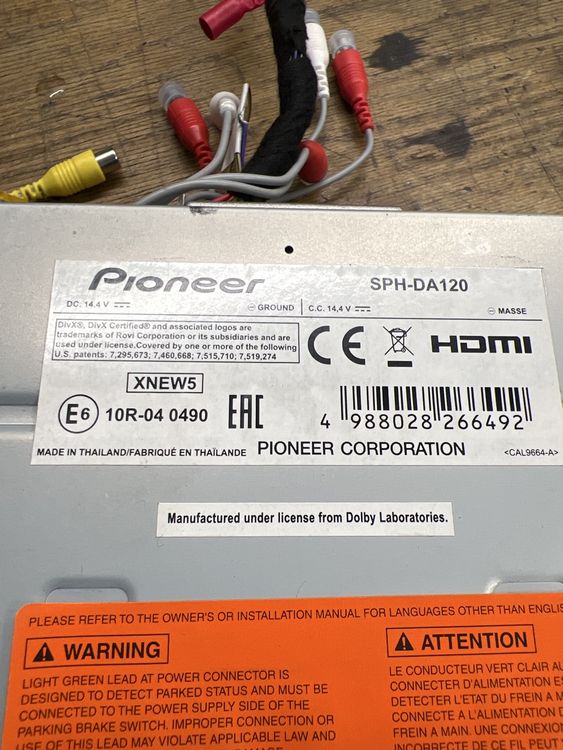 Pioneer
SPH-DA120
DC. 14.4 V
GROUND
C.C. 14,4 V
MASSE
DivX®, DivX Certified® and associated logos are
trademarks of Rovi Corporation or its subsidiaries and are
used under license.Covered by one or more of the following
U.S. patents: 7,295,673; 7,460,668; 7,515,710; 7,519,274
CE
HDMI
XNEW5
E6 10R-04 0490
EAC
4 988028 266492
MADE IN THAILAND/FABRIQUÉ EN THAÏLANDE
PIONEER CORPORATION
<CAL9664-A>
Manufactured under license from Dolby Laboratories.
PLEASE REFER TO THE OWNER'S OR INSTALLATION MANUAL FOR LANGUAGES OTHER THAN ENGLIS
WARNING
LIGHT GREEN LEAD AT POWER CONNECTOR IS
DESIGNED TO DETECT PARKED STATUS AND MUST BE
CONNECTED TO THE POWER SUPPLY SIDE OF THE
PARKING BRAKE SWITCH. IMPROPER CONNECTION OR
USE OF THIS LEAD MAY VIOLATE APPLICABLE LAW AND
ATTENTION
LE CONDUCTEUR VERT CLAIR AU
CONNECTER D'ALIMENTATION ES
DETECTER L'ETAT DU FREIN A M
CONNECTE A L'ALIMENTATION D
FREIN A MAIN. UNE CONNEXION
INCORRECTE DE CE FIL PEUT